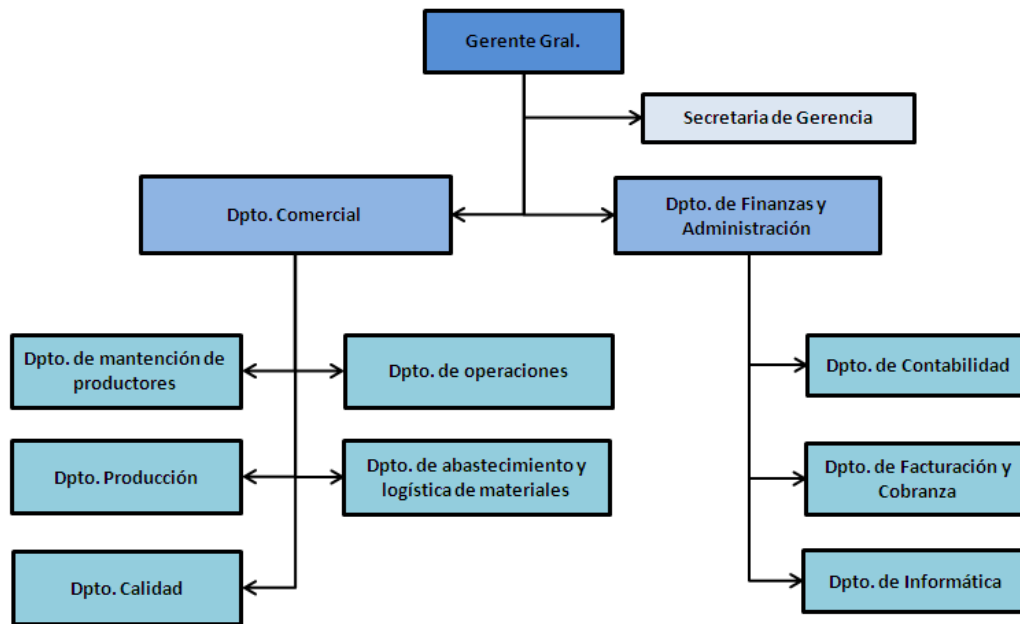 Gerente Gral.
Secretaria de Gerencia
Dpto. Comercial
Dpto. de Finanzas y
Administración
Dpto. de mantención de
productores
Dpto. de operaciones
Dpto. de Contabilidad
Dpto. Producción
Dpto. de abastecimiento y
logística de materiales
Dpto. de Facturación y
Cobranza
Dpto. Calidad
Dpto. de Informática